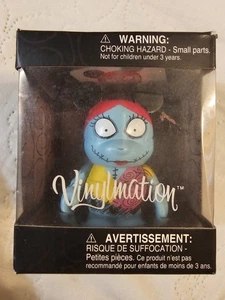 WARNING:
CHOKING HAZARD - Small parts.
Not for children under 3 years.
Vinylmation™
AVERTISSEMENT:
RISQUE DE SUFFOCATION -
Petites pièces. Ce produit n'est pas
recommandé pour enfants de moins de 3 ans.